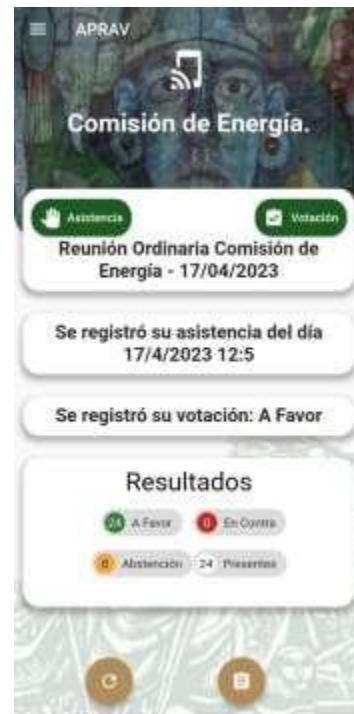 APRAV
Comisión de Energía.
Asistencia
Votación
Reunión Ordinaria Comisión de
Energía - 17/04/2023
Se registró su asistencia del día
17/4/2023 12:5
Se registró su votación: A Favor
Resultados
24 A Favor
0 En Contra
0 Abstención
24 Presentes